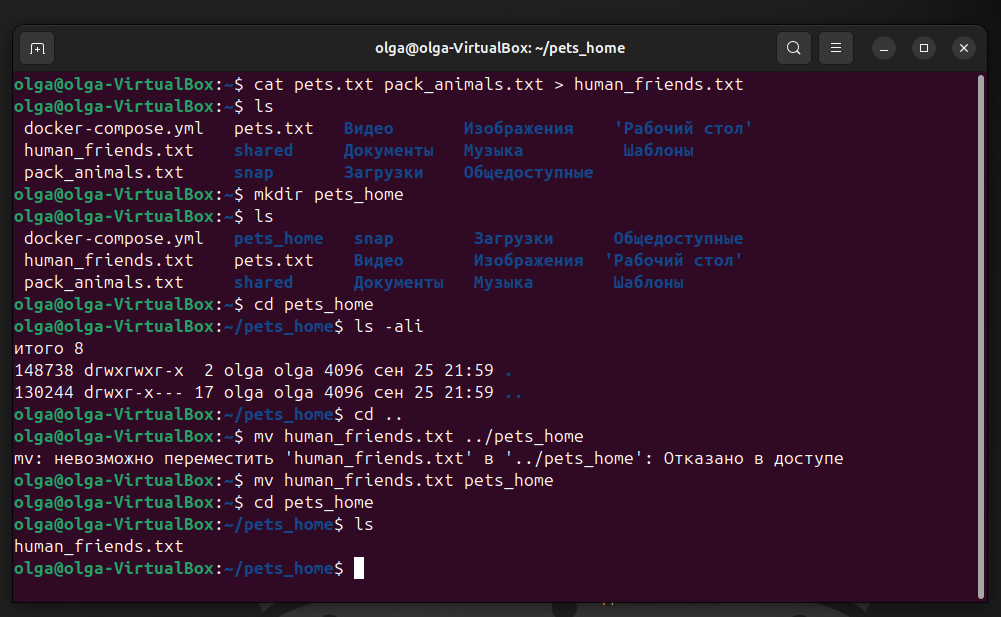 olga@olga-VirtualBox: ~/pets_home
olga@olga-VirtualBox:~$ cat pets.txt pack_animals.txt > human_friends.txt
olga@olga-VirtualBox:~$ ls
docker-compose.yml pets.txt Видео Изображения 'Рабочий стол'
human_friends.txt shared Документы Музыка Шаблоны
pack_animals.txt snap Загрузки Общедоступные
olga@olga-VirtualBox:~$ mkdir pets_home
olga@olga-VirtualBox:~$ ls
docker-compose.yml pets_home snap Загрузки Общедоступные
human_friends.txt pets.txt Видео Изображения 'Рабочий стол'
pack_animals.txt shared Документы Музыка Шаблоны
olga@olga-VirtualBox:~$ cd pets_home
olga@olga-VirtualBox:~/pets_home$ ls -ali
итого 8
148738 drwxrwxr-x 2 olga olga 4096 сен 25 21:59 .
130244 drwxr-x--- 17 olga olga 4096 сен 25 21:59 ..
olga@olga-VirtualBox:~/pets_home$ cd ..
olga@olga-VirtualBox:~$ mv human_friends.txt ../pets_home
mv: невозможно переместить 'human_friends.txt' в '../pets_home': Отказано в доступе
olga@olga-VirtualBox:~$ mv human_friends.txt pets_home
olga@olga-VirtualBox:~$ cd pets_home
olga@olga-VirtualBox:~/pets_home$ ls
human_friends.txt
olga@olga-VirtualBox:~/pets_home$